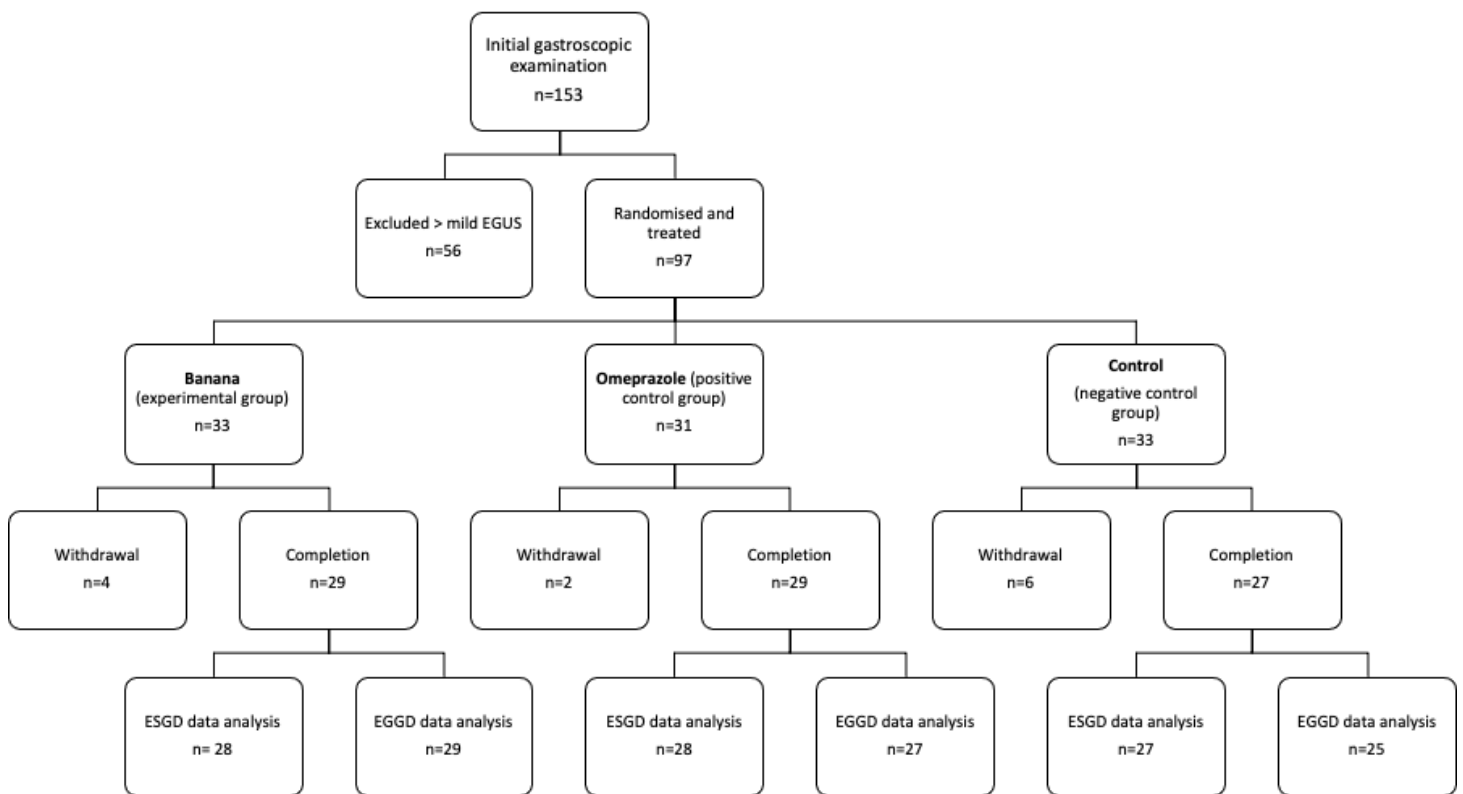 Initial gastroscopic
examination
n=153
Excluded > mild EGUS
n=56
Randomised and
treated
n=97
Banana
(experimental group)
n=33
Omeprazole (positive
control group)
n=31
Control
(negative control
group)
n=33
Withdrawal
n=4
Completion
n=29
Withdrawal
n=2
Completion
n=29
Withdrawal
n=6
Completion
n=27
ESGD data analysis
n= 28
EGGD data analysis
n=29
ESGD data analysis
n=28
EGGD data analysis
n=27
ESGD data analysis
n=27
EGGD data analysis
n=25